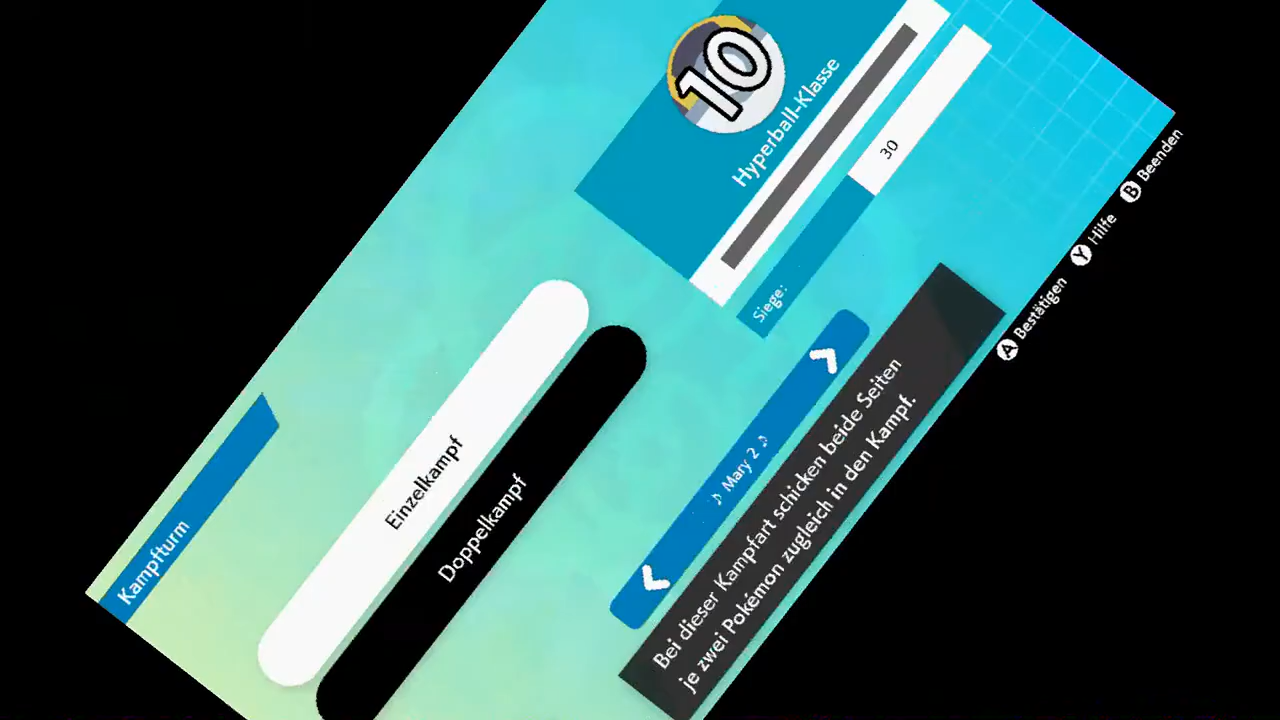 Kampfturm
10
Hyperball-Klasse
Einzelkampf
Doppelkampf
Siege:
30
♪ Mary 2 ♪
Bei dieser Kampfart schicken beide Seiten
je zwei Pokémon zugleich in den Kampf.
A Bestätigen Y Hilfe B Beenden